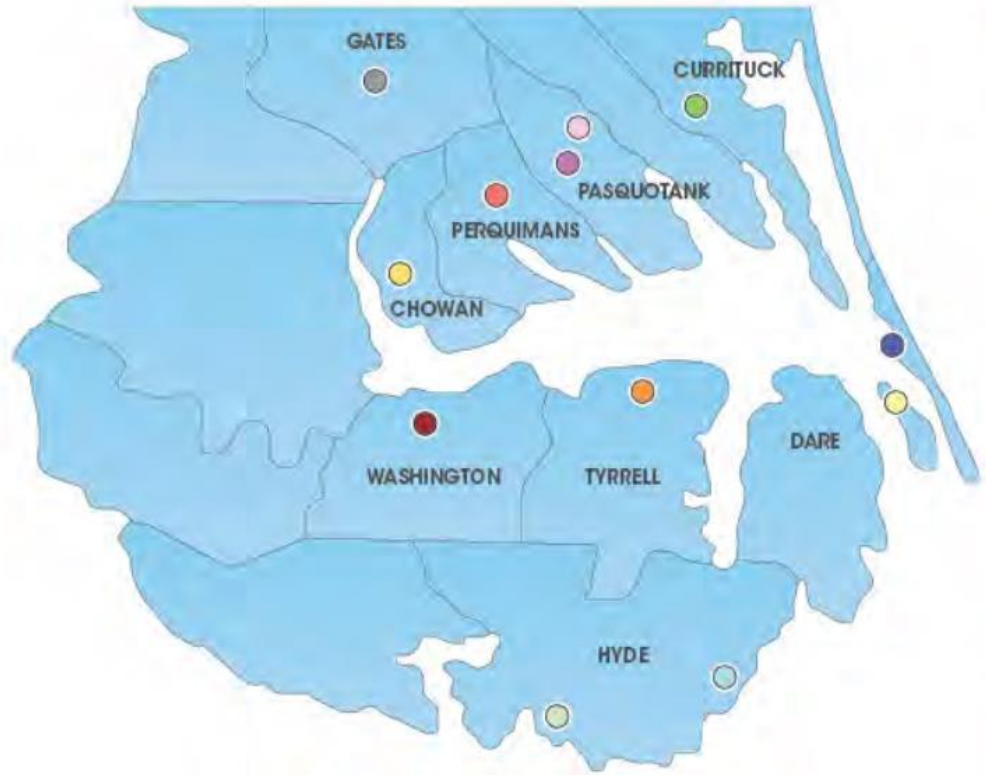 GATES
CURRITUCK
PASQUOTANK
PERQUIMANS
CHOWAN
DARE
WASHINGTON
TYRRELL
HYDE